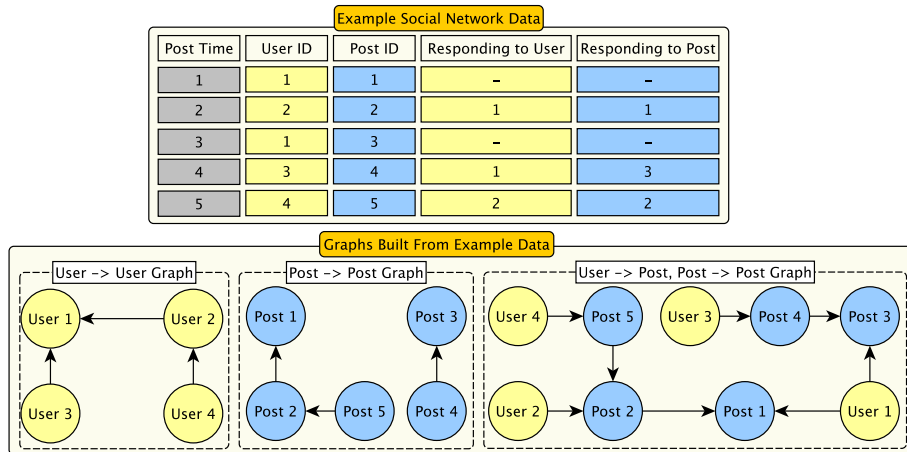 Example Social Network Data
Post Time User ID Post ID Responding to User Responding to Post
1 1 1 – –
2 2 2 1 1
3 1 3 – –
4 3 4 1 3
5 4 5 2 2
Graphs Built From Example Data
User -> User Graph
User 1 User 2
User 3 User 4
Post -> Post Graph
Post 1 Post 3
Post 2 Post 5 Post 4
User -> Post, Post -> Post Graph
User 4 Post 5 User 3 Post 4 Post 3
User 2 Post 2 Post 1 User 1